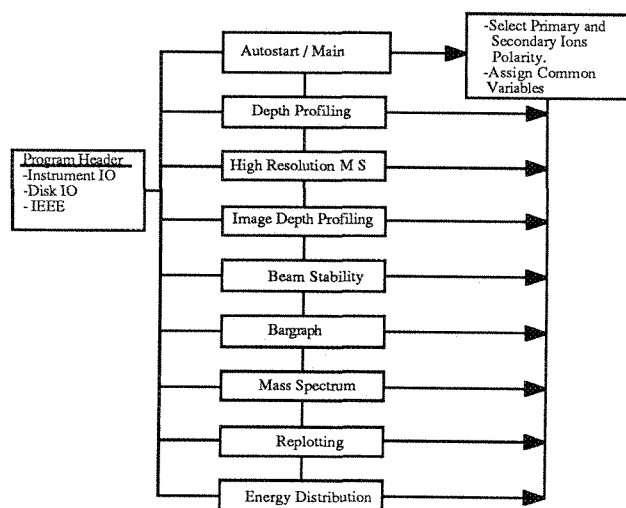 Autostart / Main
-Select Primary and
Secondary Ions
Polarity.
-Assign Common
Variables
Depth Profiling
Program Header
-Instrument IO
-Disk IO
- IEEE
High Resolution M S
Image Depth Profiling
Beam Stability
Bargraph
Mass Spectrum
Replotting
Energy Distribution